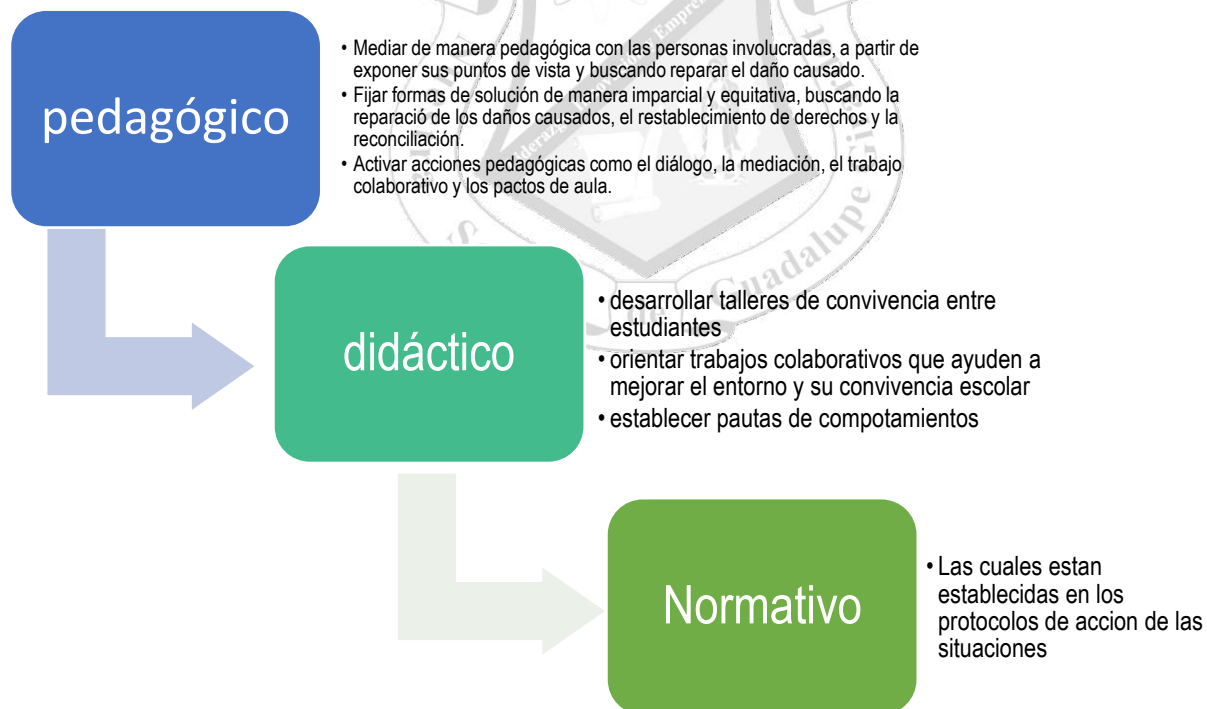 pedagógico
• Mediar de manera pedagógica con las personas involucradas, a partir de
exponer sus puntos de vista y buscando reparar el daño causado.
• Fijar formas de solución de manera imparcial y equitativa, buscando la
reparació de los daños causados, el restablecimiento de derechos y la
reconciliación.
• Activar acciones pedagógicas como el diálogo, la mediación, el trabajo
colaborativo y los pactos de aula.
de Guadalupe
didáctico
• desarrollar talleres de convivencia entre
estudiantes
• orientar trabajos colaborativos que ayuden a
mejorar el entorno y su convivencia escolar
• establecer pautas de compotamientos
Normativo
• Las cuales estan
establecidas en los
protocolos de accion de las
situaciones